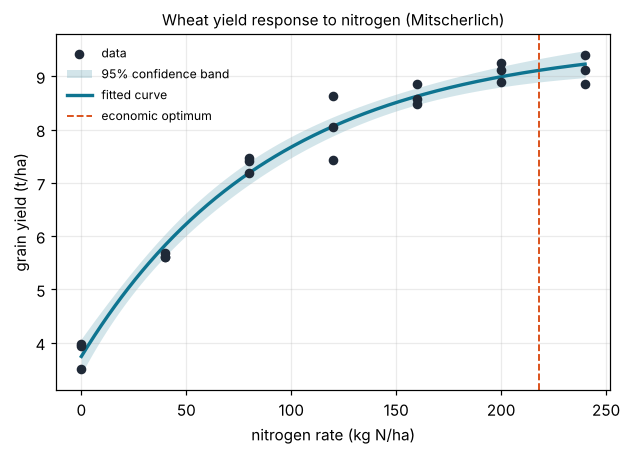 Wheat yield response to nitrogen (Mitscherlich)
data
95% confidence band
fitted curve
economic optimum
grain yield (t/ha)
9
8
7
6
5
4
0 50 100 150 200 250
nitrogen rate (kg N/ha)